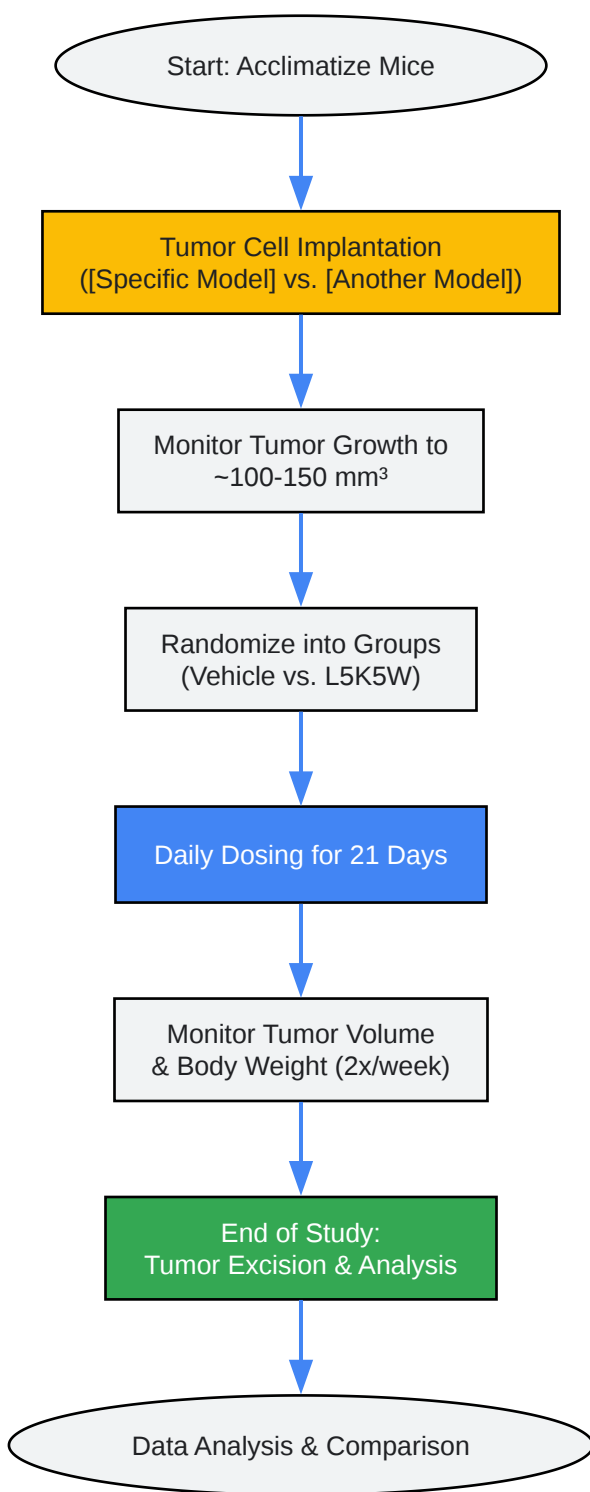 Start: Acclimatize Mice
Tumor Cell Implantation
([Specific Model] vs. [Another Model])
Monitor Tumor Growth to
~100-150 mm³
Randomize into Groups
(Vehicle vs. L5K5W)
Daily Dosing for 21 Days
Monitor Tumor Volume
& Body Weight (2x/week)
End of Study:
Tumor Excision & Analysis
Data Analysis & Comparison